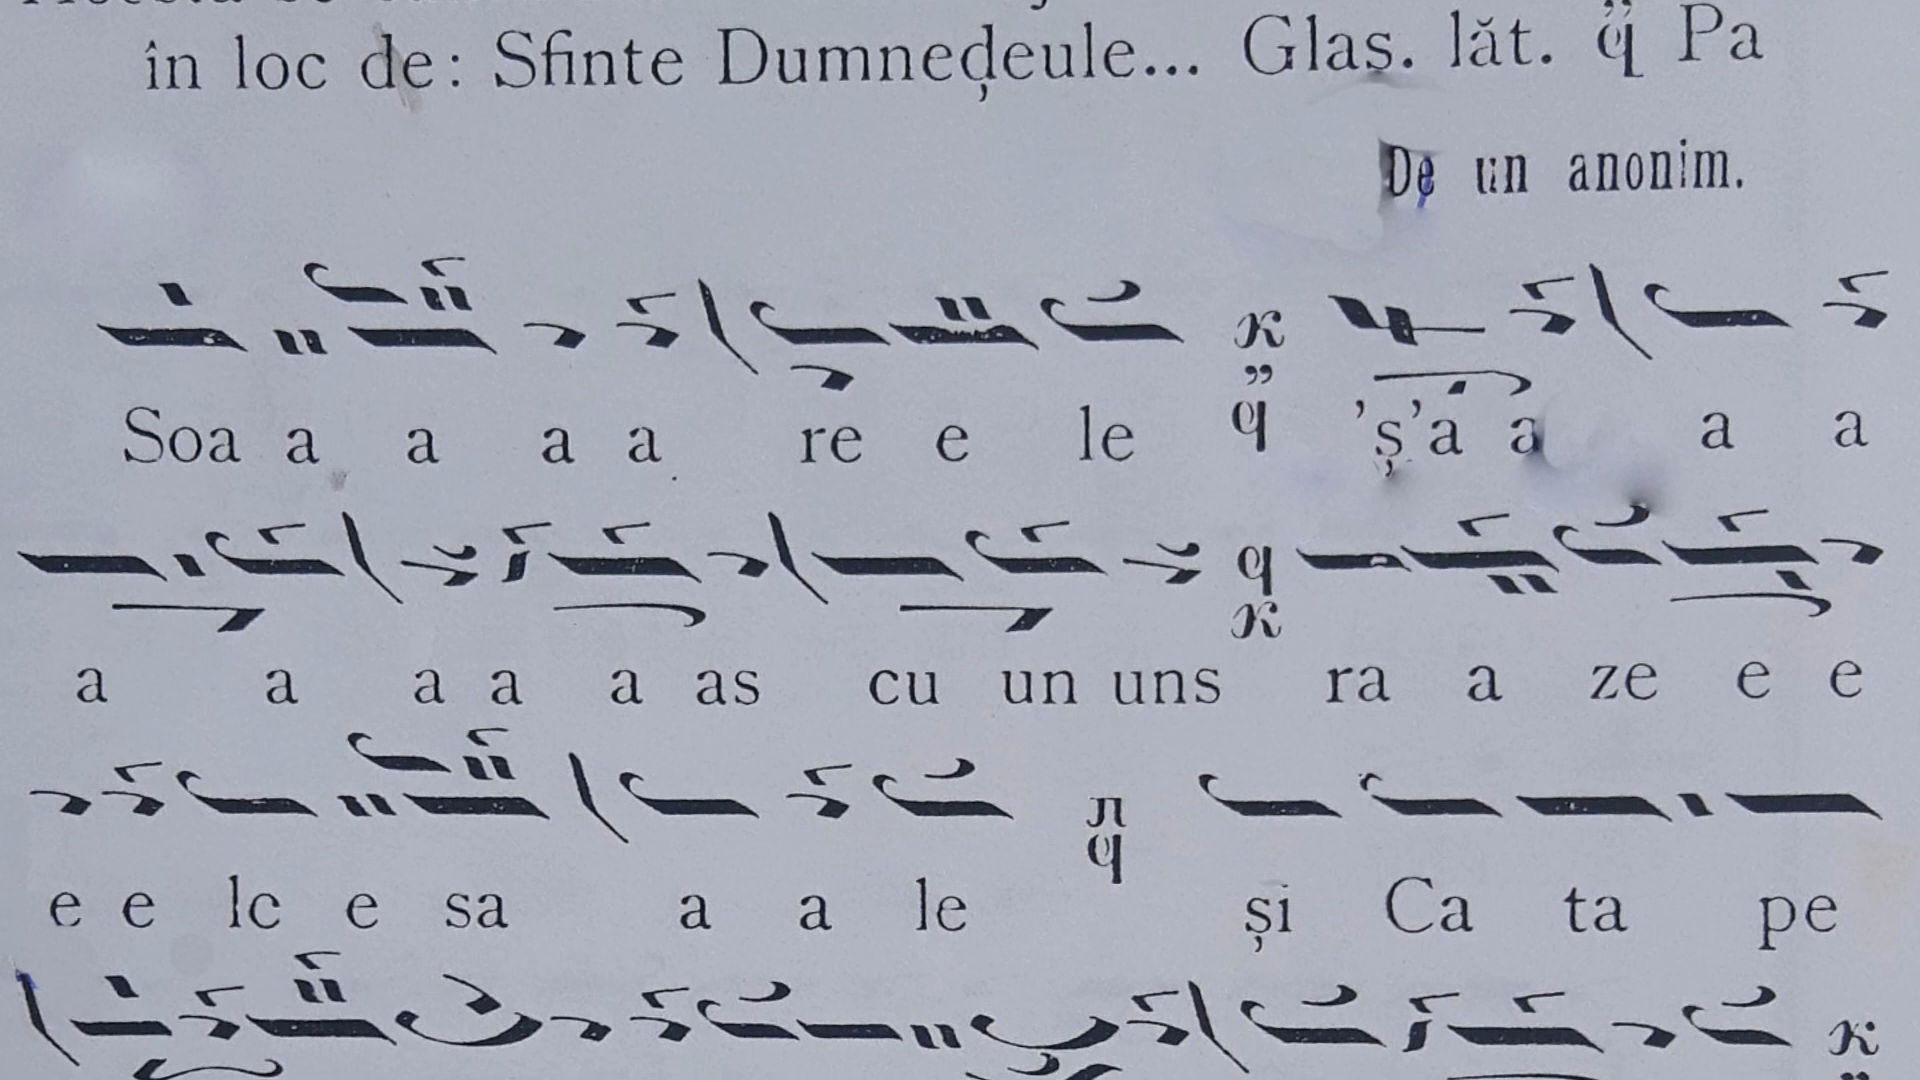 în loc de: Sfinte Dumnedeule... Glas. lăt. q̈ Pa
De un anonim.
Soa a a a a re e le ’ș’a a a a
a a a a a as cu un uns ra a ze e e
e e lc e sa a a le și Ca ta pe